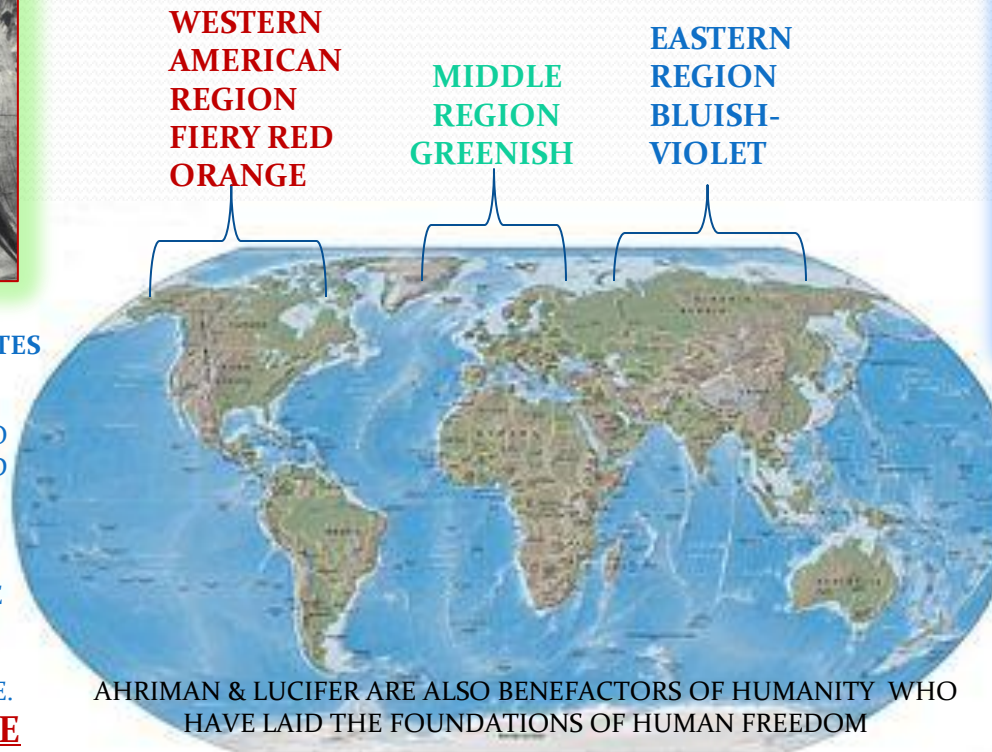 WESTERN
AMERICAN
REGION
FIERY RED
ORANGE
MIDDLE
REGION
GREENISH
EASTERN
REGION
BLUISH-
VIOLET
TES
D
D
E
E.
E
AHRIMAN & LUCIFER ARE ALSO BENEFACTORS OF HUMANITY WHO
HAVE LAID THE FOUNDATIONS OF HUMAN FREEDOM